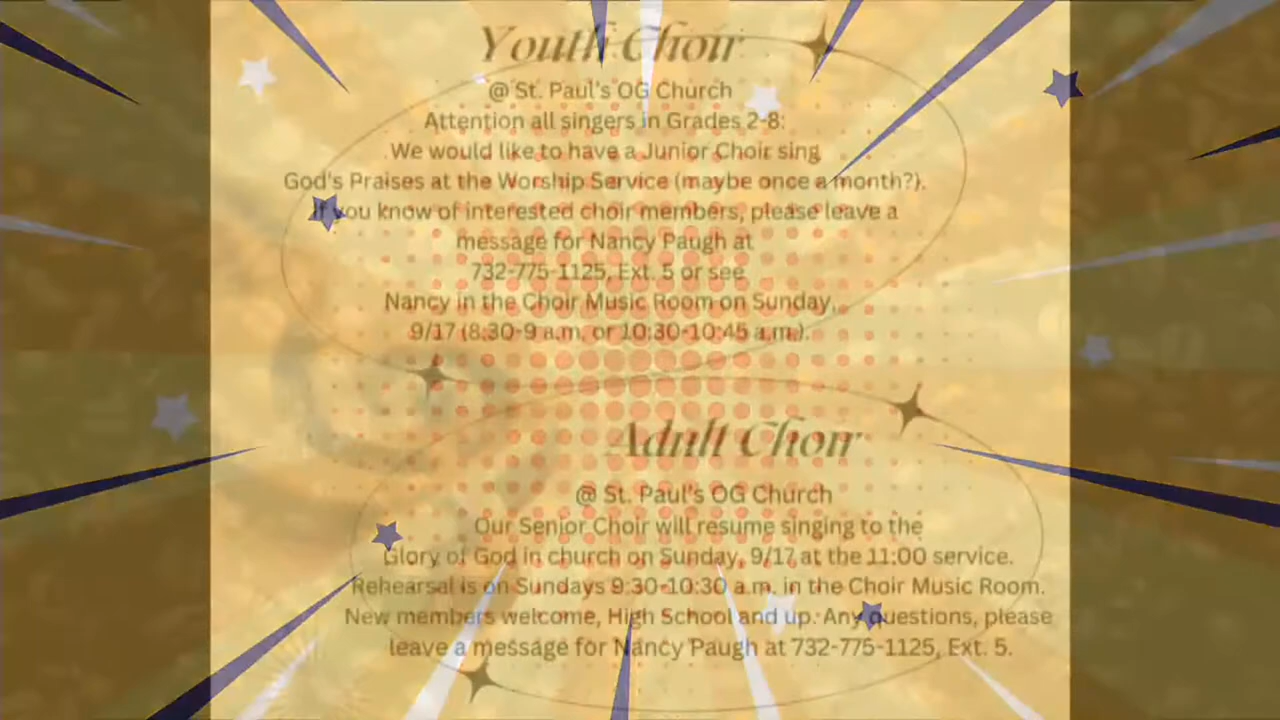 Youth Choir
@ St. Paul's OG Church
Attention all singers in Grades 2-8:
We would like to have a Junior Choir sing
God's Praises at the Worship Service (maybe once a month?).
If you know of interested choir members, please leave a
message for Nancy Paugh at
732-775-1125, Ext. 5 or see
Nancy in the Choir Music Room on Sunday,
9/17 (8:30-9 a.m. or 10:30-10:45 a.m.).
Adult Choir
@ St. Paul's OG Church
Our Senior Choir will resume singing to the
Glory of God in church on Sunday, 9/17 at the 11:00 service.
Rehearsal is on Sundays 9:30-10:30 a.m. in the Choir Music Room.
New members welcome, High School and up. Any questions, please
leave a message for Nancy Paugh at 732-775-1125, Ext. 5.